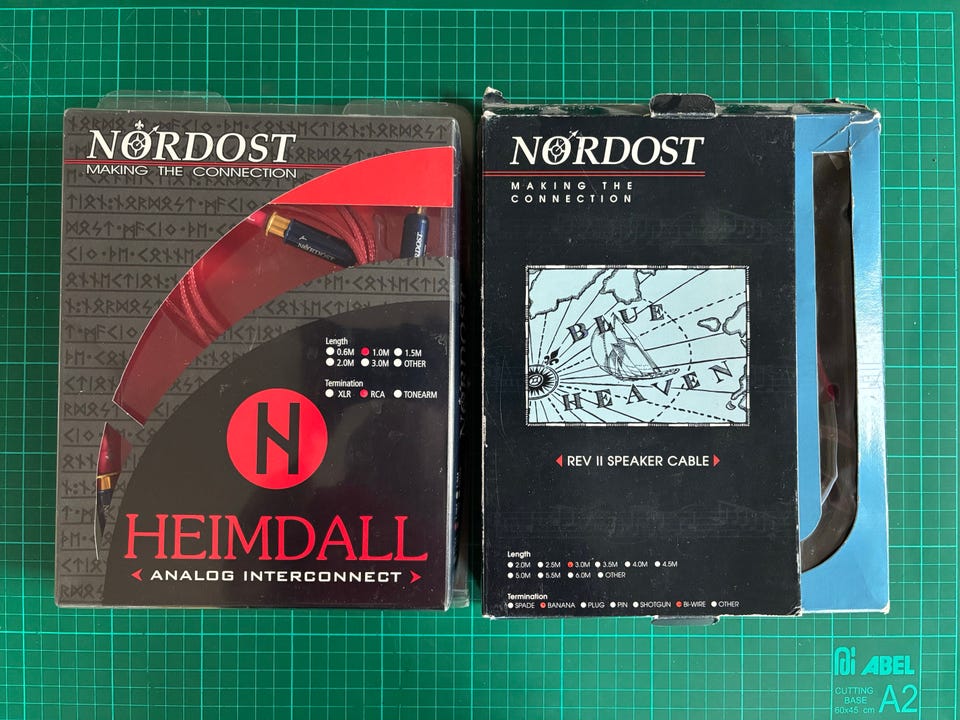 NORDOST
MAKING THE CONNECTION
NORDOST
NORDOST
Length
0.6M 1.0M 1.5M
2.0M 3.0M OTHER
Termination
XLR RCA TONEARM
HEIMDALL
ANALOG INTERCONNECT
NORDOST
MAKING THE
CONNECTION
BLUE
HEAVEN
REV II SPEAKER CABLE
Length
2.0M 2.5M 3.0M 3.5M 4.0M 4.5M
5.0M 5.5M 6.0M OTHER
Termination
SPADE BANANA PLUG PIN SHOTGUN BI-WIRE OTHER
ABEL
CUTTING
BASE
60x45 cm
A2